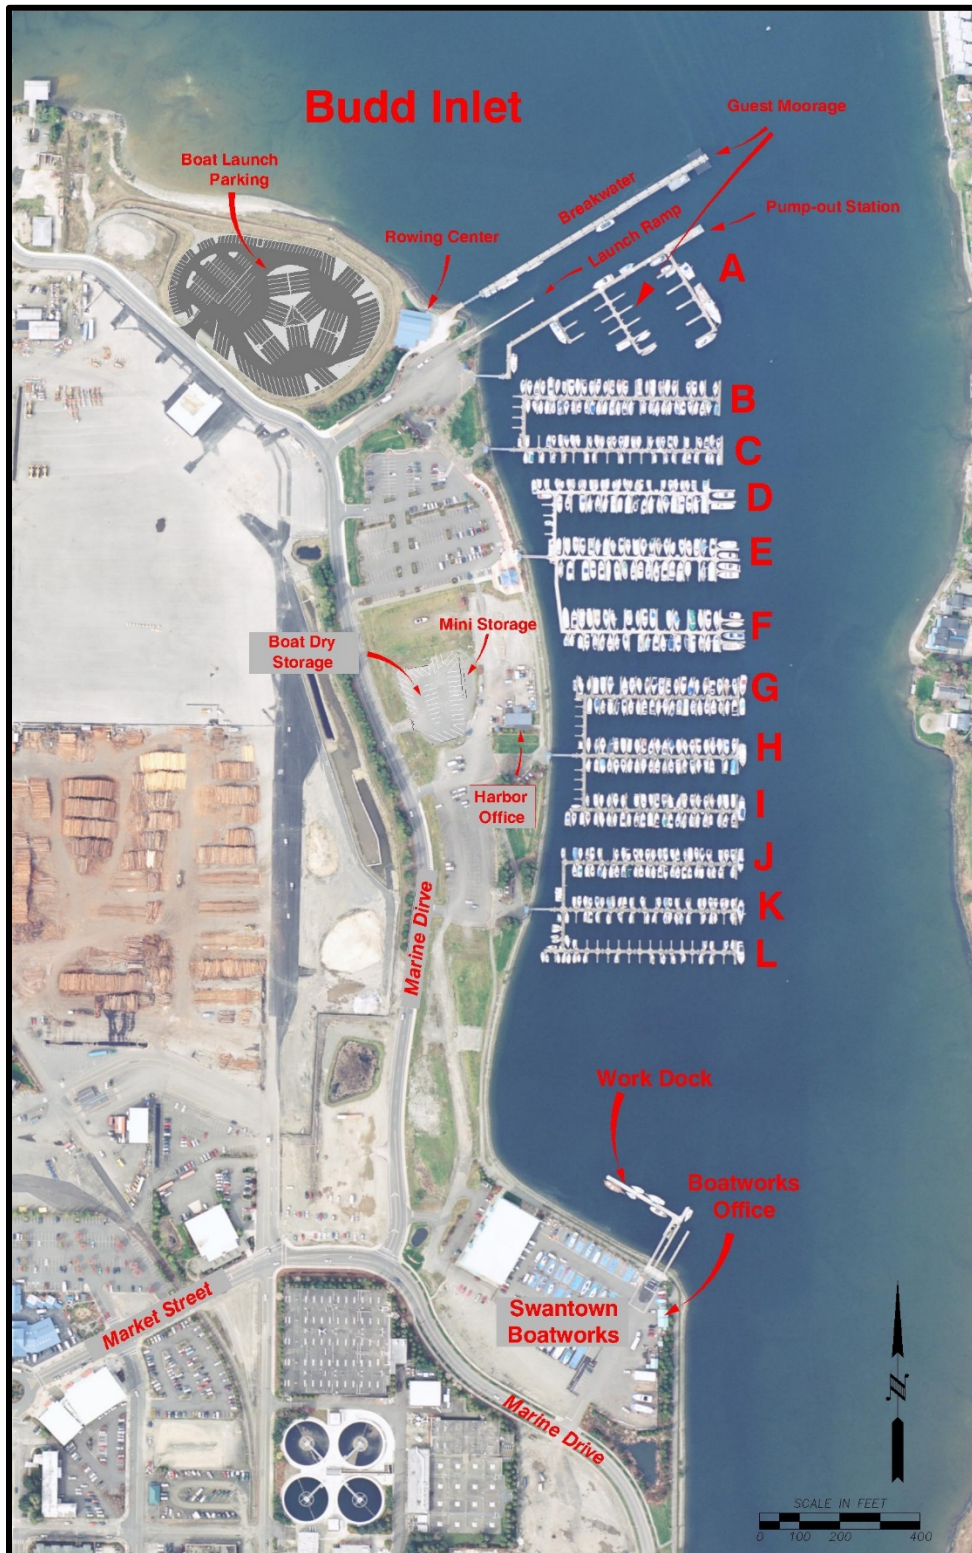 Budd Inlet
Guest Moorage
Boat Launch
Parking
Breakwater
Pump-out Station
Rowing Center
Launch Ramp
A
B
C
D
E
F
Mini Storage
Boat Dry
Storage
G
H
Harbor
Office
I
J
K
Marine Dirve
L
Work Dock
Boatworks
Office
Swantown
Boatworks
Market Street
Marine Drive
N
SCALE IN FEET
0 100 200 400